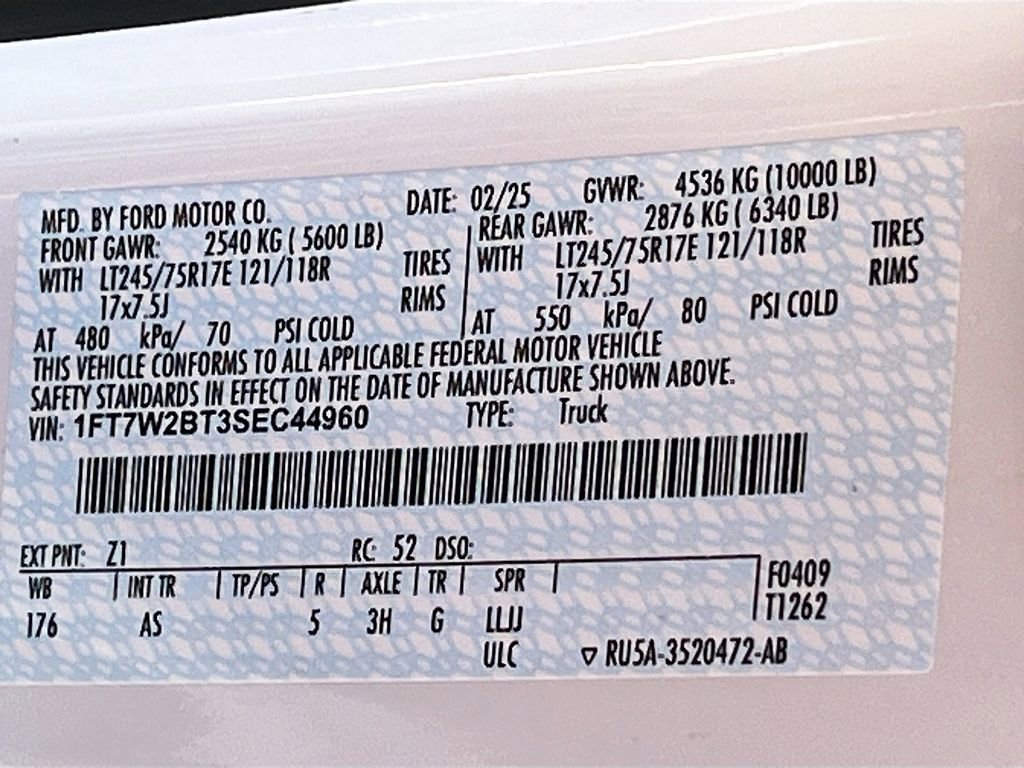 MFD. BY FORD MOTOR CO. DATE: 02/25 GVWR: 4536 KG (10000 LB)
FRONT GAWR: 2540 KG ( 5600 LB) REAR GAWR: 2876 KG ( 6340 LB)
WITH LT245/75R17E 121/118R TIRES WITH LT245/75R17E 121/118R TIRES
17x7.5J RIMS 17x7.5J RIMS
AT 480 kPa/ 70 PSI COLD AT 550 kPa/ 80 PSI COLD
THIS VEHICLE CONFORMS TO ALL APPLICABLE FEDERAL MOTOR VEHICLE
SAFETY STANDARDS IN EFFECT ON THE DATE OF MANUFACTURE SHOWN ABOVE.
VIN: 1FT7W2BT3SEC44960 TYPE: Truck
EXT PNT: Z1 RC: 52 DSO:
WB INT TR TP/PS R AXLE TR SPR F0409
176 AS 5 3H G LLJJ T1262
ULC RU5A-3520472-AB